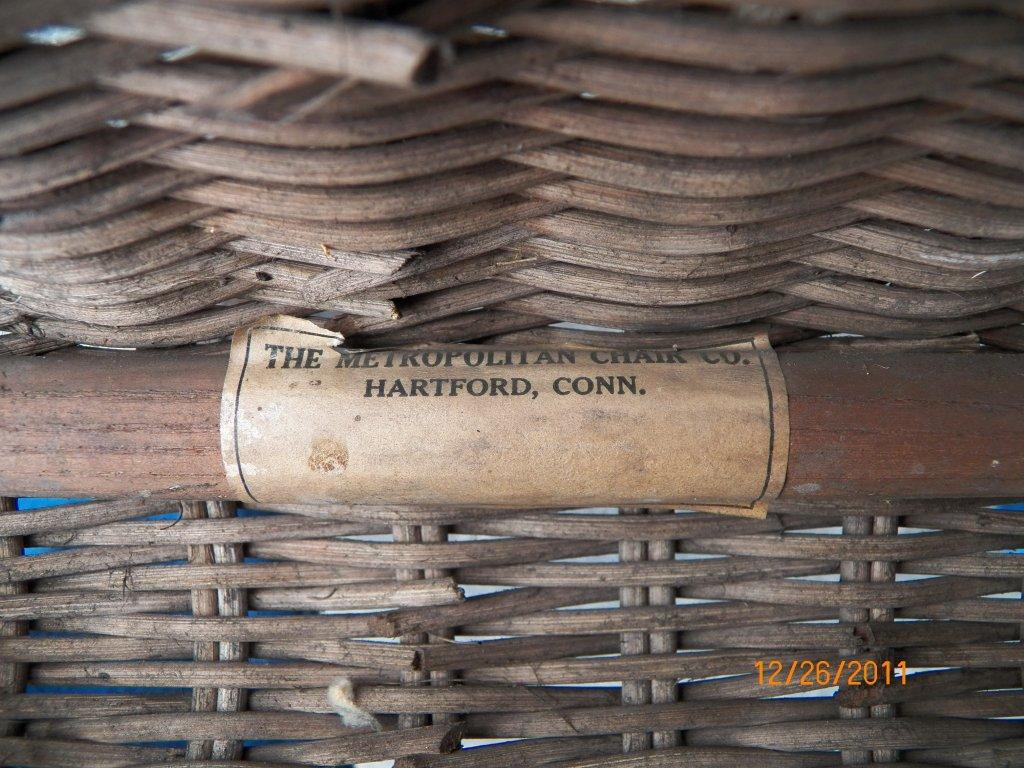 THE METROPOLITAN CHAIR CO.
HARTFORD, CONN.
12/26/2011